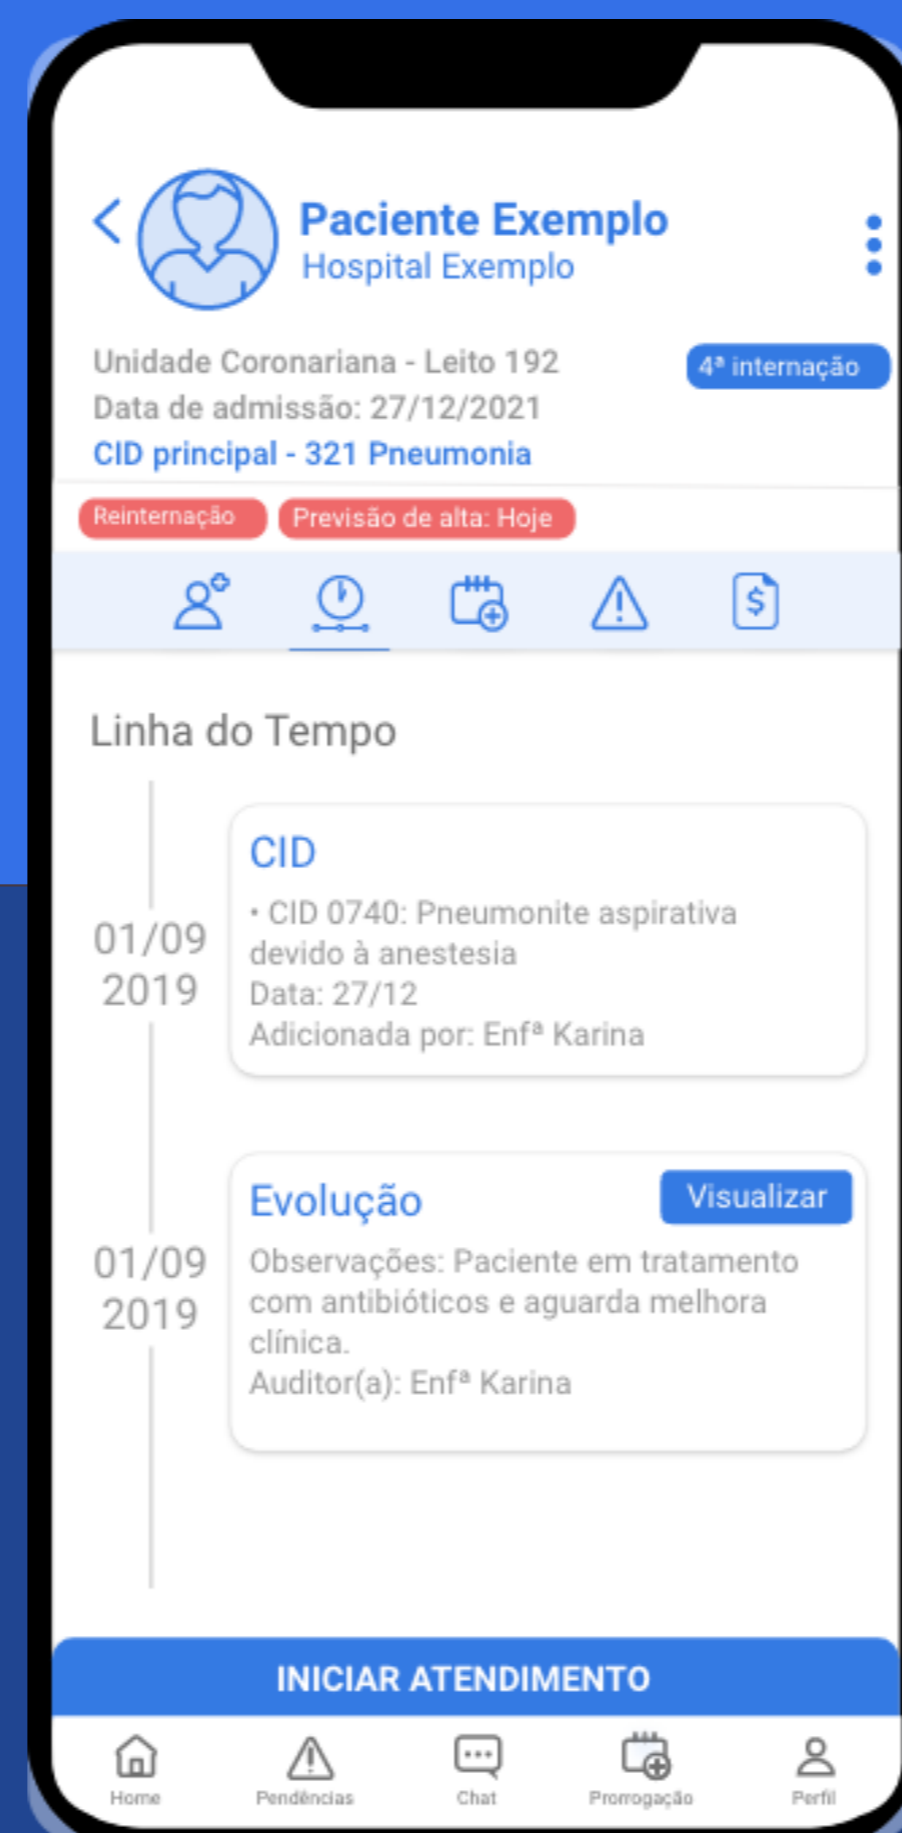 Paciente Exemplo
Hospital Exemplo
Unidade Coronariana - Leito 192
4ª internação
Data de admissão: 27/12/2021
CID principal - 321 Pneumonia
Reinternação
Previsão de alta: Hoje
Linha do Tempo
CID
• CID 0740: Pneumonite aspirativa
devido à anestesia
Data: 27/12
Adicionada por: Enfª Karina
01/09
2019
Evolução
Visualizar
Observações: Paciente em tratamento
com antibióticos e aguarda melhora
clínica.
Auditor(a): Enfª Karina
01/09
2019
INICIAR ATENDIMENTO
Home
Pendências
Chat
Prorrogação
Perfil